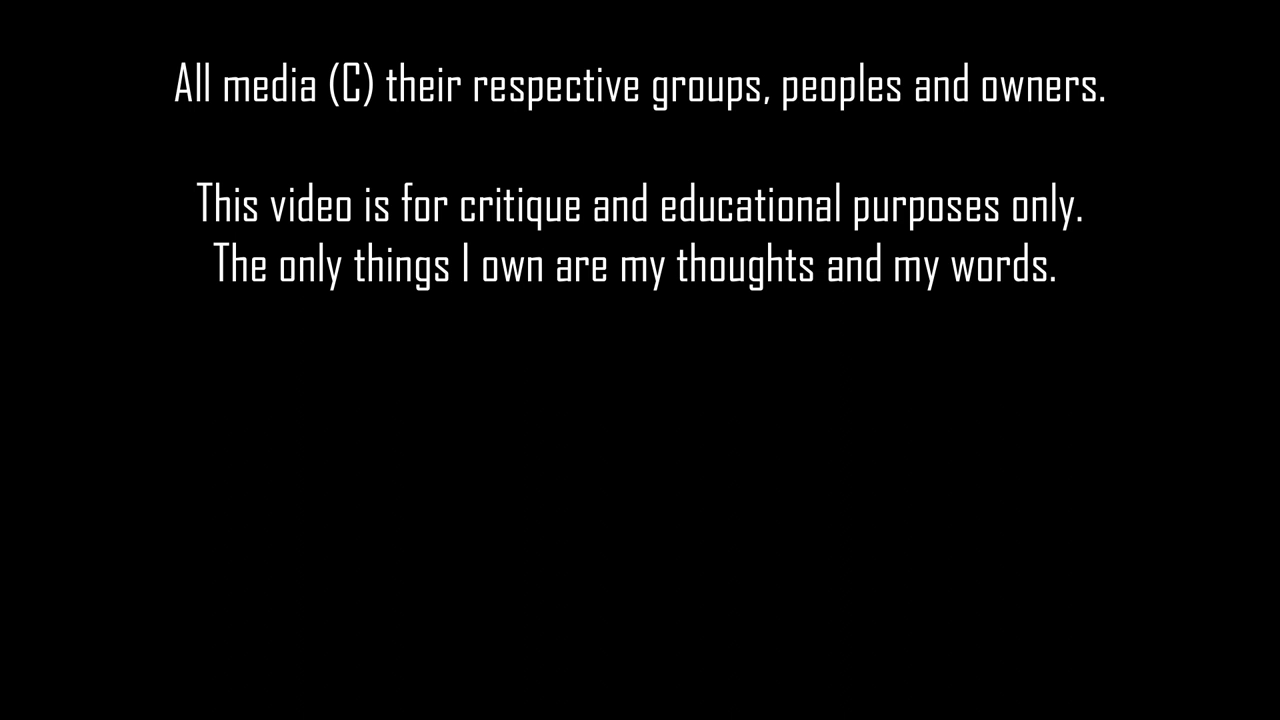 All media (C) their respective groups, peoples and owners.
This video is for critique and educational purposes only.
The only things I own are my thoughts and my words.